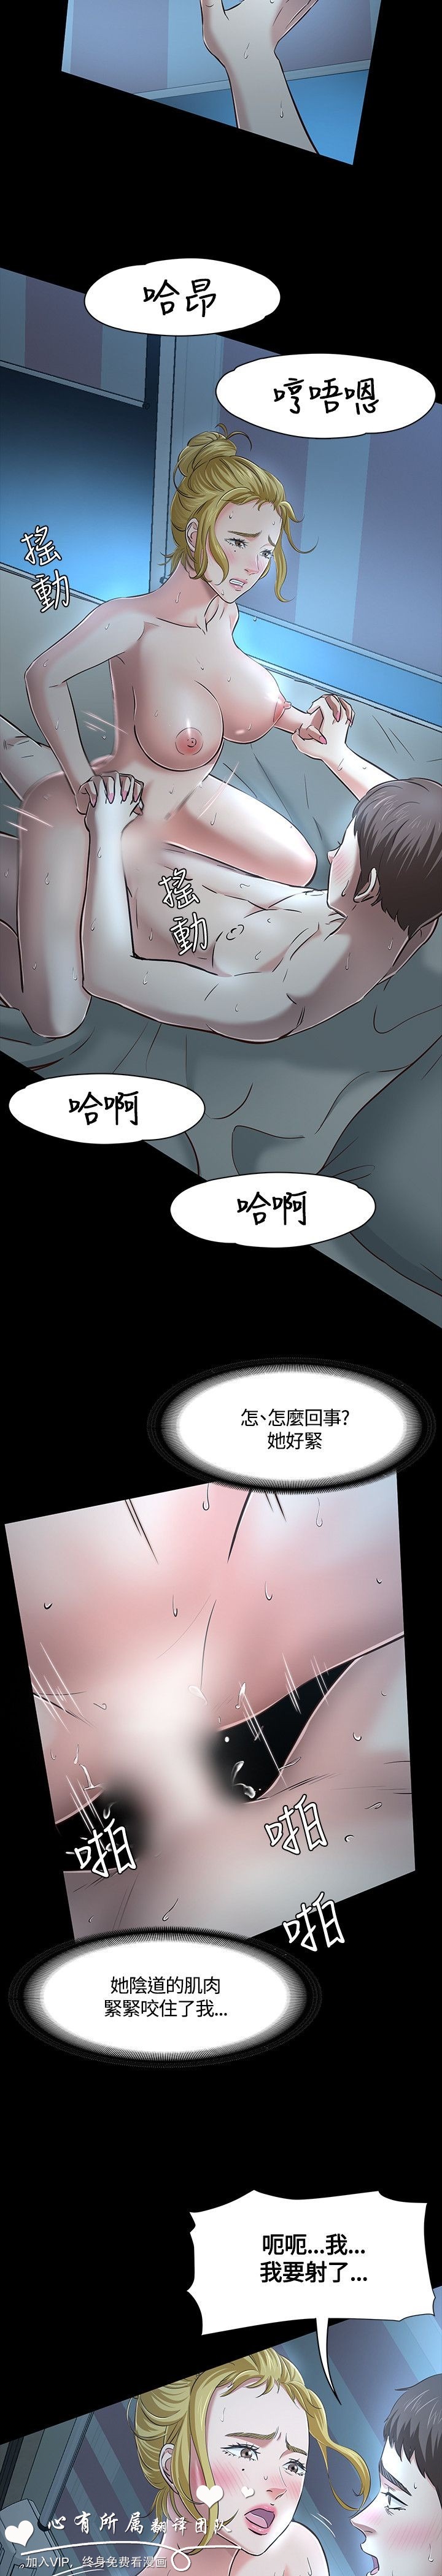 哈昂
哼唔嗯
搖動
搖動
哈啊
哈啊
怎、怎麼回事?
她好緊
啪
啪
啪
她陰道的肌肉
緊緊咬住了我...
呃呃...我...
我要射了...
心有所属翻译团队
加入VIP，终身免费看漫画